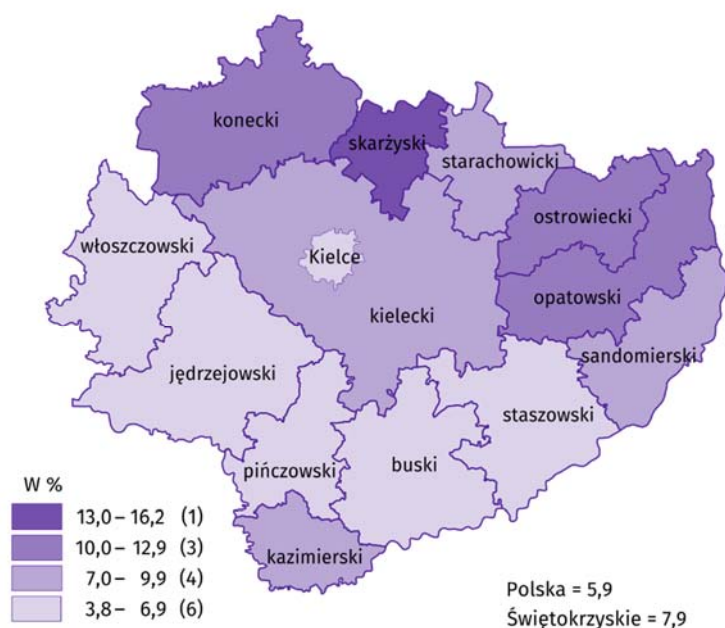 konecki
skarżyski
starachowicki
ostrowiecki
włoszczowski
Kielce
opatowski
kielecki
sandomierski
jędrzejowski
staszowski
pińczowski
buski
kazimierski
W %
13,0 – 16,2 (1)
10,0 – 12,9 (3)
7,0 – 9,9 (4)
3,8 – 6,9 (6)
Polska = 5,9
Świętokrzyskie = 7,9